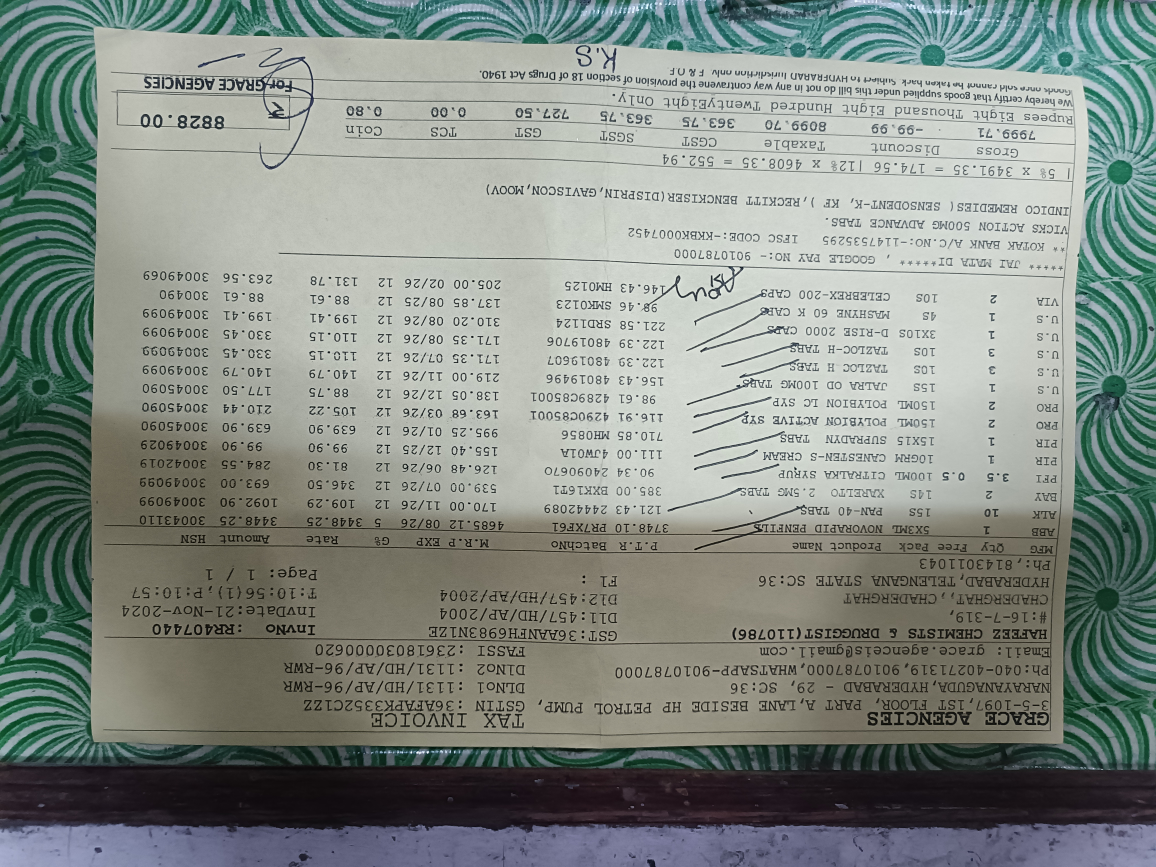 GRACE AGENCIES TAX INVOICE
3-5-1097,1ST FLOOR, PART A,LANE BESIDE HP PETROL PUMP, GSTIN :36AFAPK3352C1ZZ
NARAYANAGUDA,HYDERABAD - 29, SC:36 DLNo1 :1131/HD/AP/96-RWR
Ph:040-40271319,9010787000,WHATSAPP-9010787000 DLNo2 :1131/HD/AP/96-RWR
Email: grace.agenceis@gmail.com FASSI :23618030000620
HAFEEZ CHEMISTS & DRUGGIST(110786) GST:36AANFH6983N1ZE InvNo :RR407440
#:16-7-319, D11:457/HD/AP/2004 InvDate:21-Nov-2024
CHADERGHAT,, CHADERGHAT D12:457/HD/AP/2004 T:10:56(1),P:10:57
HYDERABAD,TELENGANA STATE SC:36 Fl : Page: 1 / 1
Ph:,8143011043
MFG Qty Free Pack Product Name P.T.R. BatchNo M.R.P EXP G% Rate Amount HSN
ABB 1 5X3ML NOVORAPID PENFILLS 3748.10 PR7XF61 4685.12 08/26 5 3448.25 3448.25 30043110
ALK 10 15S PAN-40 TABS 121.43 24442089 170.00 11/26 12 109.29 1092.90 30049099
BAY 2 14S XARELTO 2.5MG TABS 385.00 BXK16T1 539.00 07/26 12 346.50 693.00 30049099
PFI 3.5 0.5 100ML CITRALKA SYRUP 90.34 24090670 126.48 06/26 12 81.30 284.55 30042019
PIR 1 10GRM CANESTEN-S CREAM 111.00 4JW01A 155.40 12/25 12 99.90 99.90 30049029
PIR 1 15X15 SUPRADYN TABS 710.85 MH0856 995.25 01/26 12 639.90 639.90 30045090
PRO 2 150ML POLYBION ACTIVE SYP 116.91 4290C85001 163.68 03/26 12 105.22 210.44 30045090
PRO 2 150ML POLYBION LC SYP 98.61 4289C85001 138.05 12/26 12 88.75 177.50 30045090
U.S 1 15S JALRA OD 100MG TABS 156.43 48019496 219.00 11/26 12 140.79 140.79 30049099
U.S 3 10S TAZLOC H TABS 122.39 48019607 171.35 07/26 12 110.15 330.45 30049099
U.S 3 10S TAZLOC-H TABS 122.39 48019706 171.35 08/26 12 110.15 330.45 30049099
U.S 1 3X10S D-RISE 2000 CAPS 221.58 SRD1124 310.20 08/26 12 199.41 199.41 30049099
U.S 1 4S MASHYNE 60 K CAPS 98.46 SMK0123 137.85 08/25 12 88.61 88.61 300490
VIA 2 10S CELEBREX-200 CAPS 146.43 HM0125 205.00 02/26 12 131.78 263.56 30049069
***** JAI MATA DI***** , GOOGLE PAY NO:- 9010787000
** KOTAK BANK A/C.NO:-1147535295 IFSC CODE:-KKBK0007452
VICKS ACTION 500MG ADVANCE TABS.
INDICO REMEDIES( SENSODENT-K, KF ),RECKITT BENCKISER(DISPRIN,GAVISCON,MOOV)
| 5% x 3491.35 = 174.56 |12% x 4608.35 = 552.94
Gross Discount Taxable CGST SGST GST TCS Coin
7999.71 -99.99 8099.70 363.75 363.75 727.50 0.00 0.80 ₹ 8828.00
Rupees Eight Thousand Eight Hundred TwentyEight Only.
We hereby certify that goods supplied under this bill do not in any way contravene the provision of section 18 of Drugs Act 1940. For GRACE AGENCIES
Goods once sold cannot be taken back. Subject to HYDERABAD Jurisdiction only. E & O F
K.S